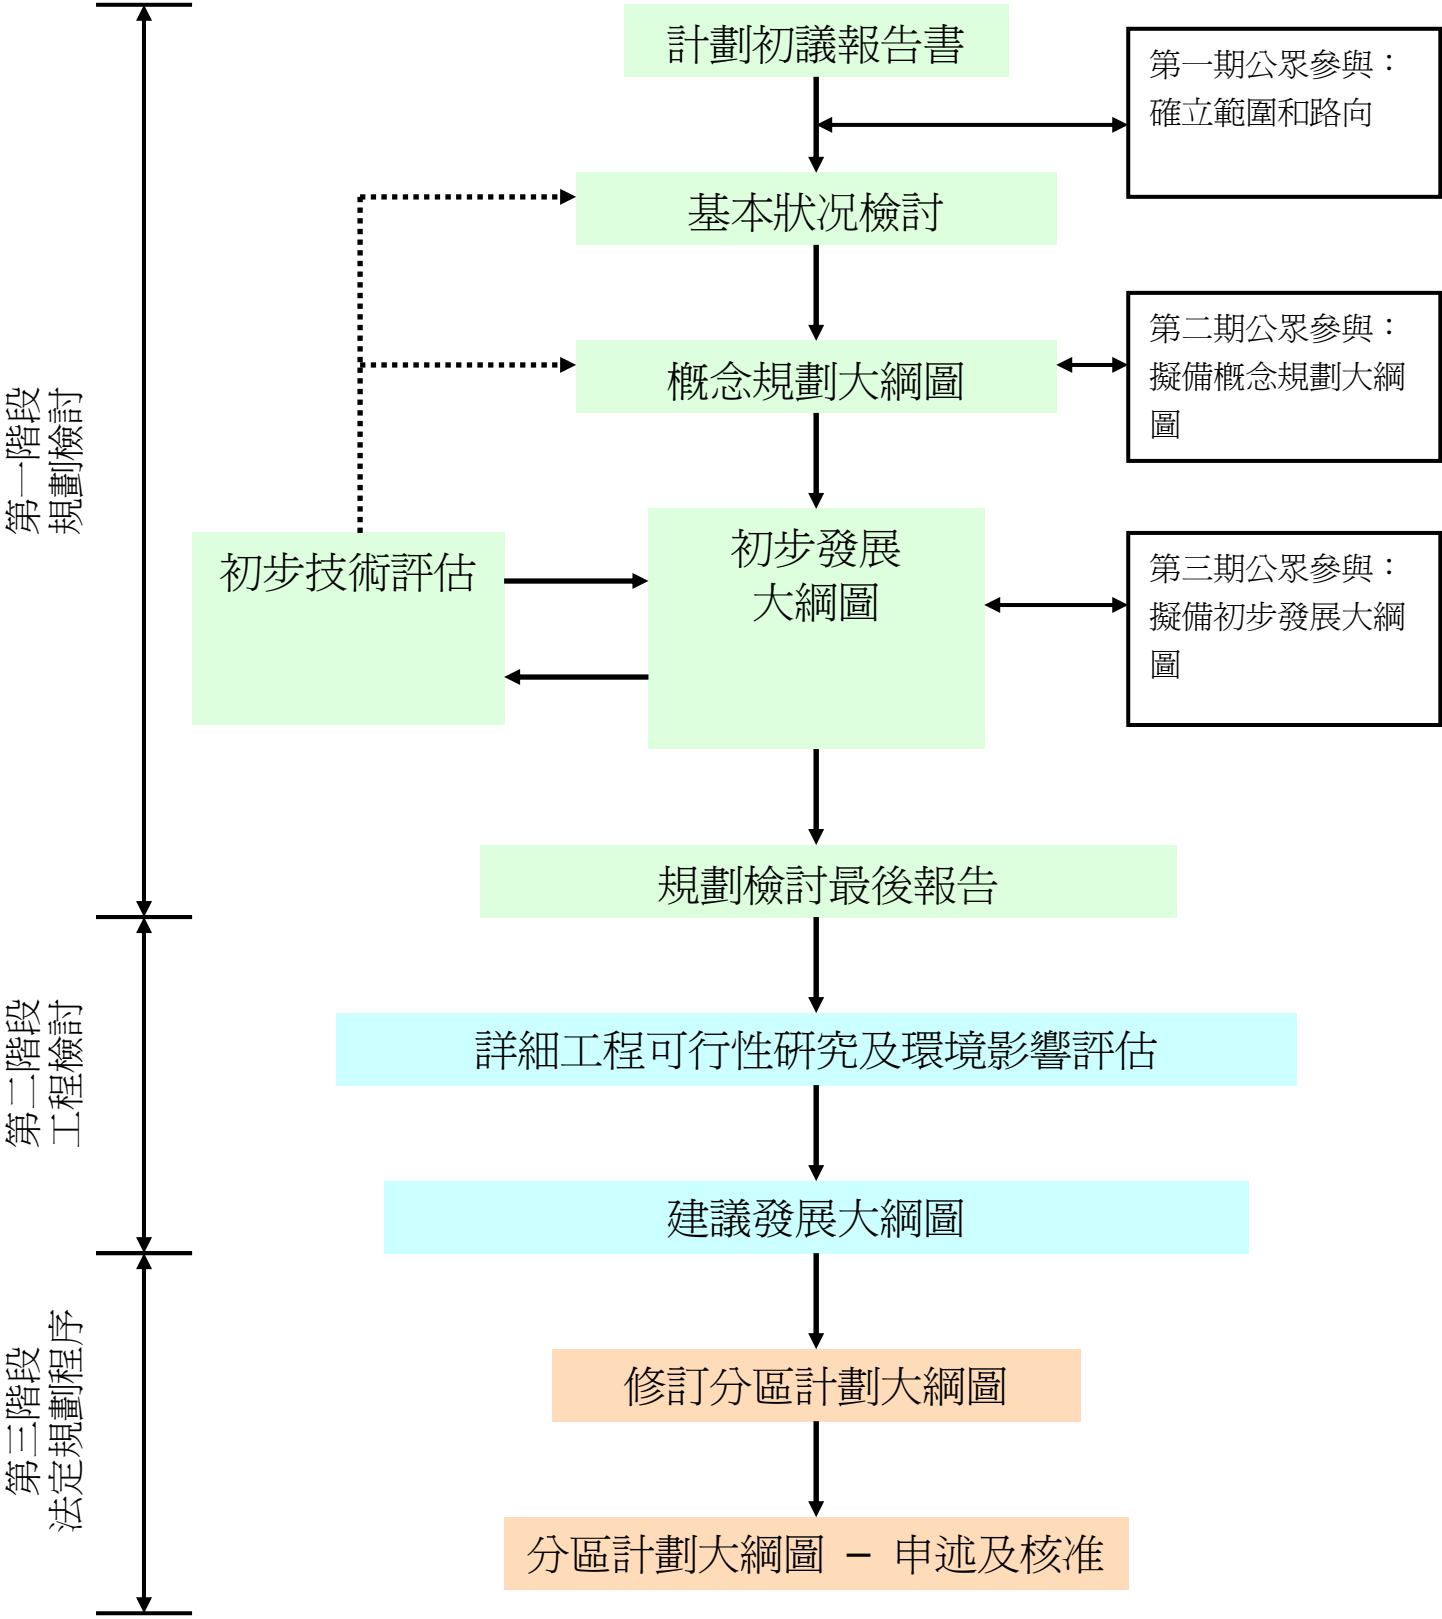 計劃初議報告書
第一期公眾參與：
確立範圍和路向
基本狀況檢討
概念規劃大綱圖
第二期公眾參與：
擬備概念規劃大綱
圖
第一階段
規劃檢討
初步技術評估
初步發展
大綱圖
第三期公眾參與：
擬備初步發展大綱
圖
規劃檢討最後報告
第二階段
工程檢討
詳細工程可行性研究及環境影響評估
建議發展大綱圖
第三階段
法定規劃程序
修訂分區計劃大綱圖
分區計劃大綱圖 – 申述及核准